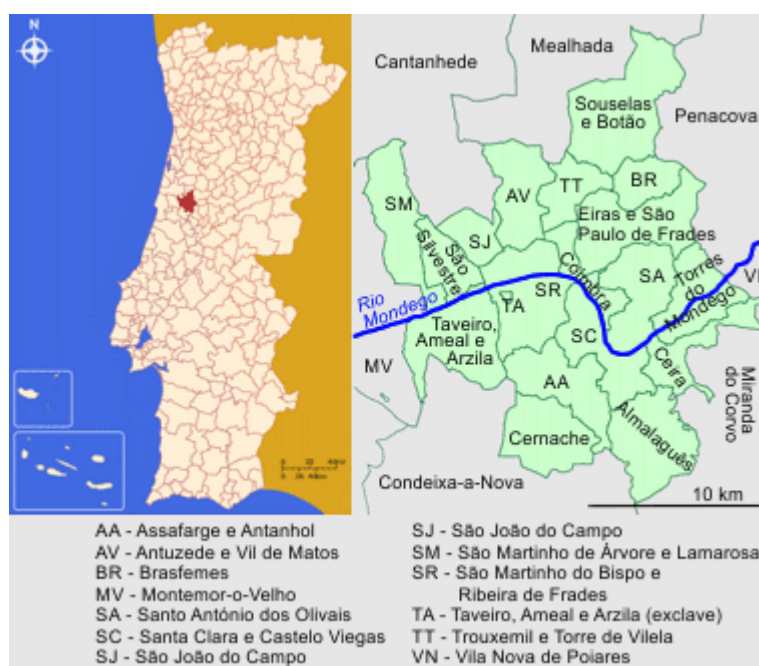 N
Mealhada
Cantanhede
Souselas
e Botão
Penacova
SM
AV
TT
BR
São
Silvestre
SJ
Eiras e São
Paulo de Frades
Coimbra
SA
Torres
do
Mondego
VN
Rio
Mondego
TA
SR
Taveiro,
Ameal e
Arzila
SC
Ceira
MV
AA
Miranda
do Corvo
Almalaguês
Cernache
Condeixa-a-Nova
10 km
AA - Assafarge e Antanhol
AV - Antuzede e Vil de Matos
BR - Brasfemes
MV - Montemor-o-Velho
SA - Santo António dos Olivais
SC - Santa Clara e Castelo Viegas
SJ - São João do Campo
SJ - São João do Campo
SM - São Martinho de Árvore e Lamarosa
SR - São Martinho do Bispo e
Ribeira de Frades
TA - Taveiro, Ameal e Arzila (exclave)
TT - Trouxemil e Torre de Vilela
VN - Vila Nova de Poiares